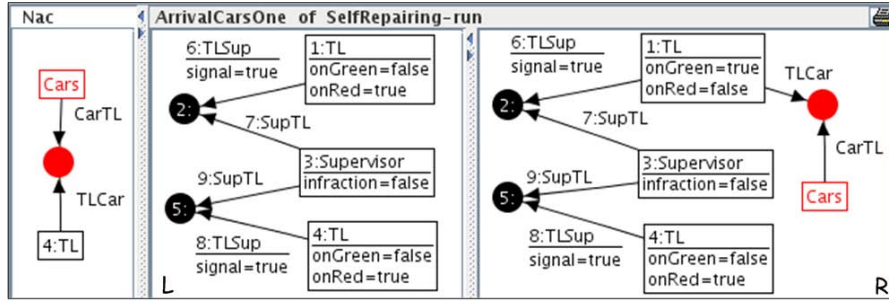 Nac
ArrivalCarsOne of SelfRepairing-run
Cars
CarTL
TLCar
4:TL
6:TLSup
signal=true
1:TL
onGreen=false
onRed=true
2:
7:SupTL
3:Supervisor
infraction=false
9:SupTL
5:
8:TLSup
signal=true
4:TL
onGreen=false
onRed=true
L
6:TLSup
signal=true
1:TL
onGreen=true
onRed=false
TLCar
2:
7:SupTL
CarTL
3:Supervisor
infraction=false
9:SupTL
Cars
5:
8:TLSup
signal=true
4:TL
onGreen=false
onRed=true
R